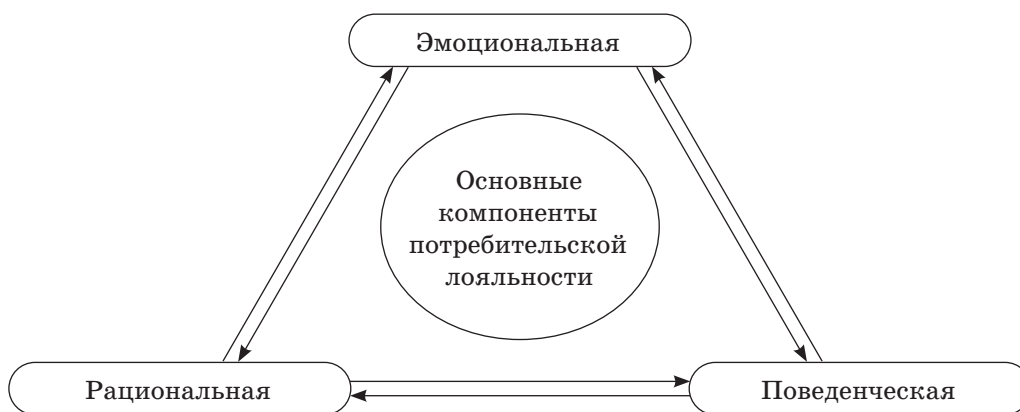 Эмоциональная
Основные
компоненты
потребительской
лояльности
Рациональная
Поведенческая